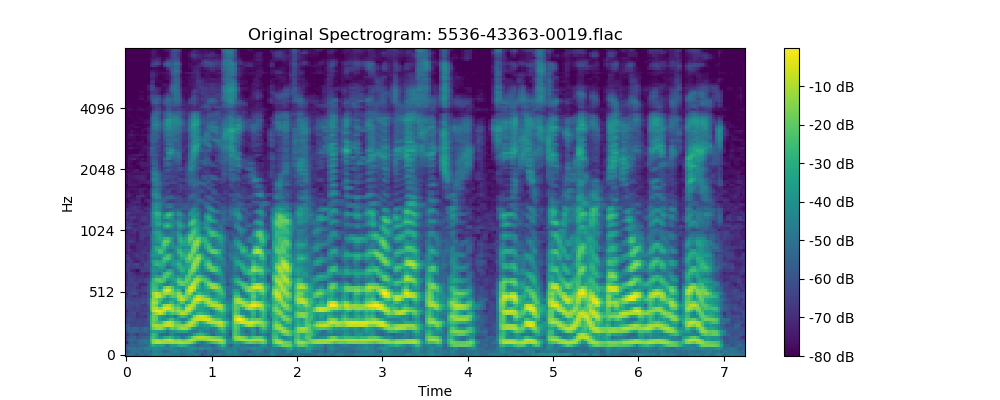 Original Spectrogram: 5536-43363-0019.flac
Hz
4096
2048
1024
512
0
0 1 2 3 4 5 6 7
Time
-10 dB
-20 dB
-30 dB
-40 dB
-50 dB
-60 dB
-70 dB
-80 dB